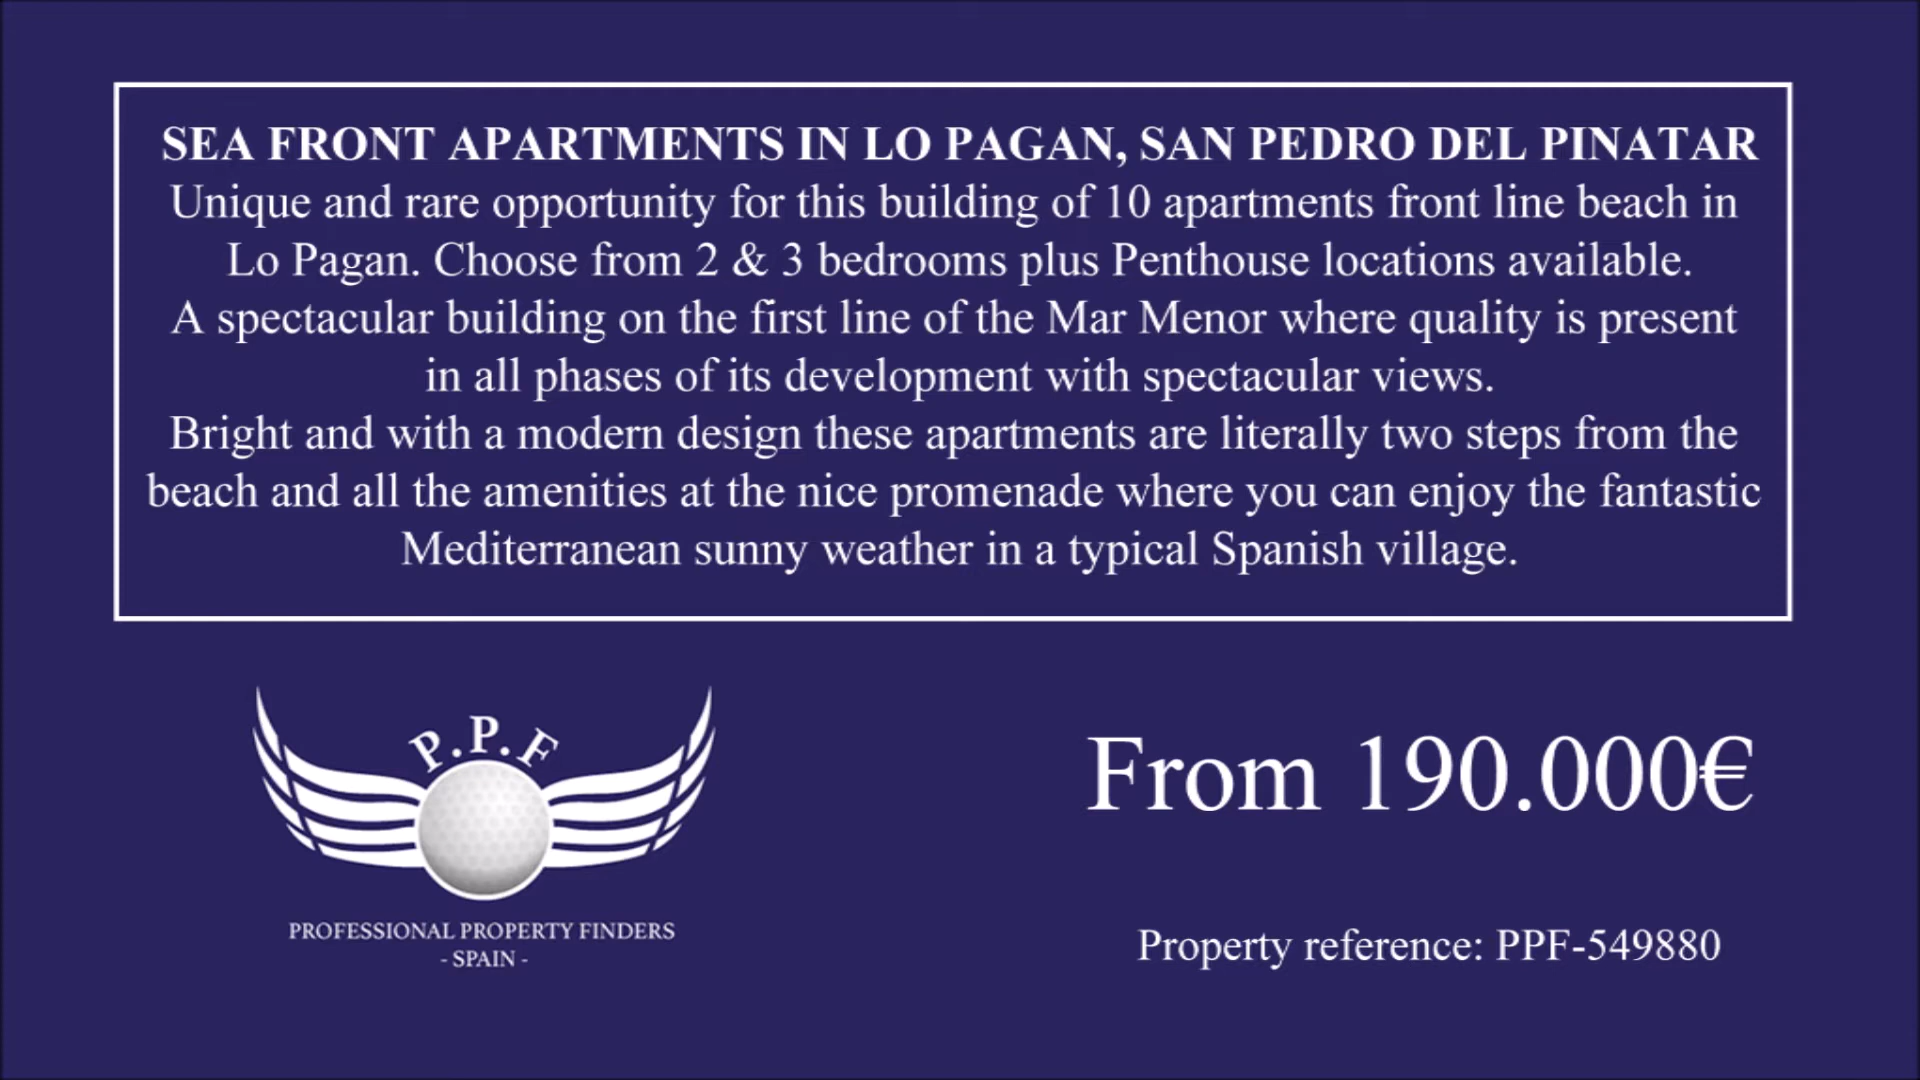 SEA FRONT APARTMENTS IN LO PAGAN, SAN PEDRO DEL PINATAR
Unique and rare opportunity for this building of 10 apartments front line beach in
Lo Pagan. Choose from 2 & 3 bedrooms plus Penthouse locations available.
A spectacular building on the first line of the Mar Menor where quality is present
in all phases of its development with spectacular views.
Bright and with a modern design these apartments are literally two steps from the
beach and all the amenities at the nice promenade where you can enjoy the fantastic
Mediterranean sunny weather in a typical Spanish village.
P.P.F
PROFESSIONAL PROPERTY FINDERS
- SPAIN -
From 190.000€
Property reference: PPF-549880